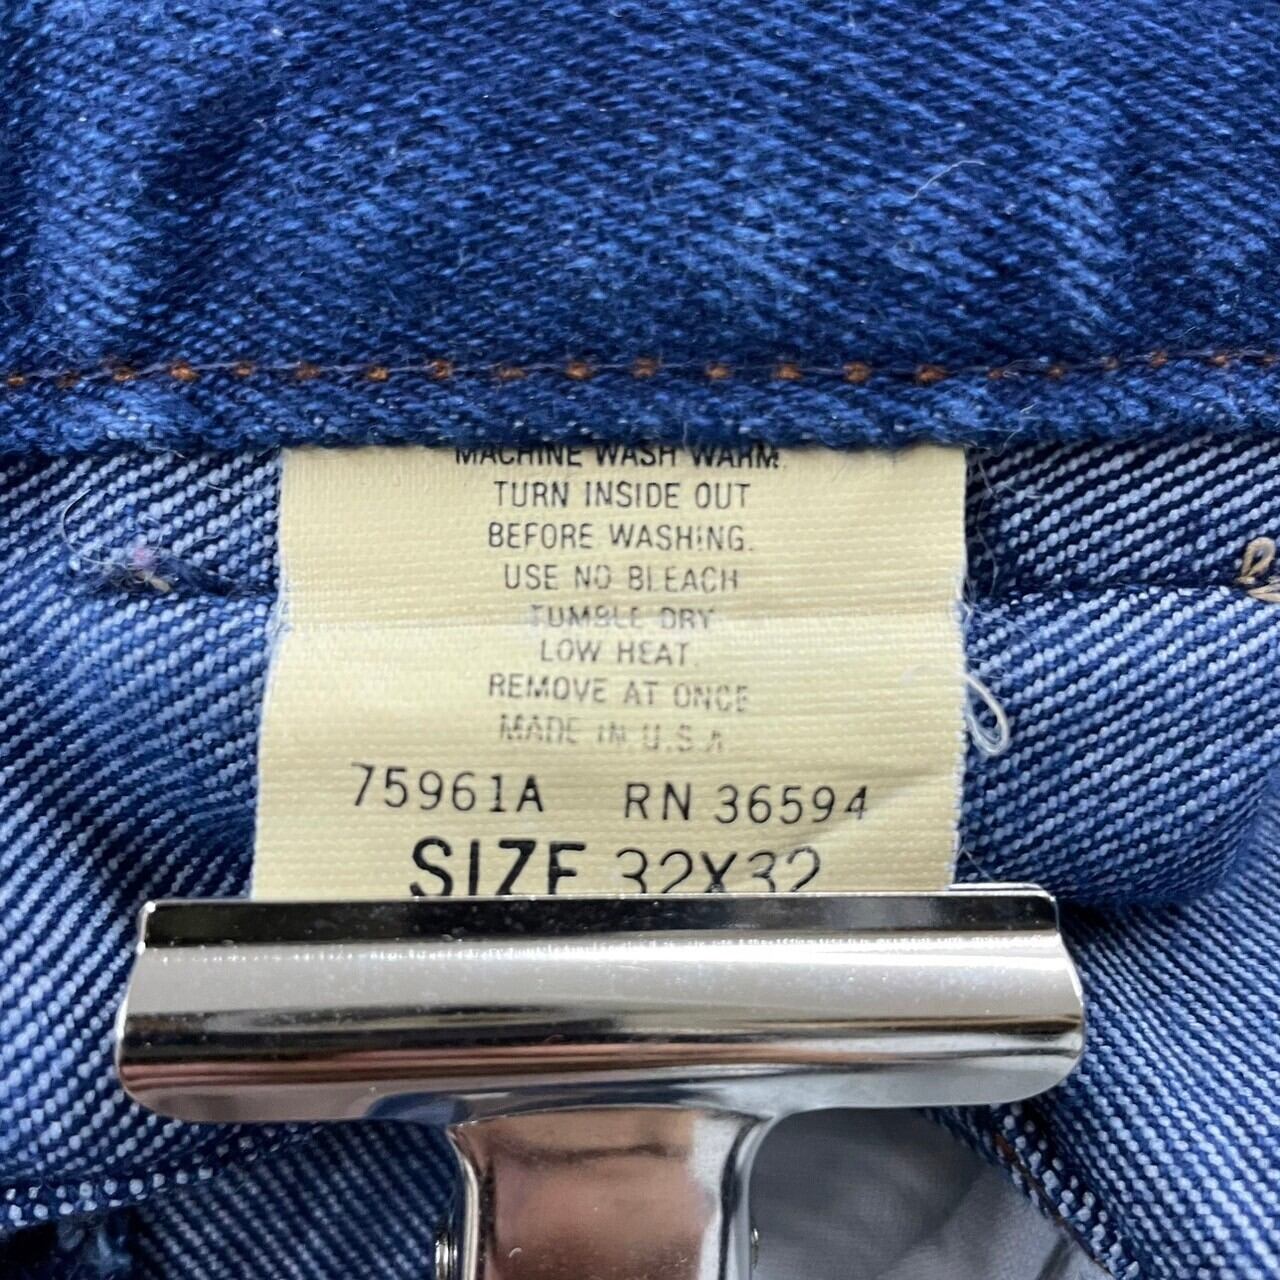 MACHINE WASH WARM.
TURN INSIDE OUT
BEFORE WASHING.
USE NO BLEACH
TUMBLE DRY
LOW HEAT.
REMOVE AT ONCE
MADE IN U.S.A
75961A RN 36594
SIZE 32X32